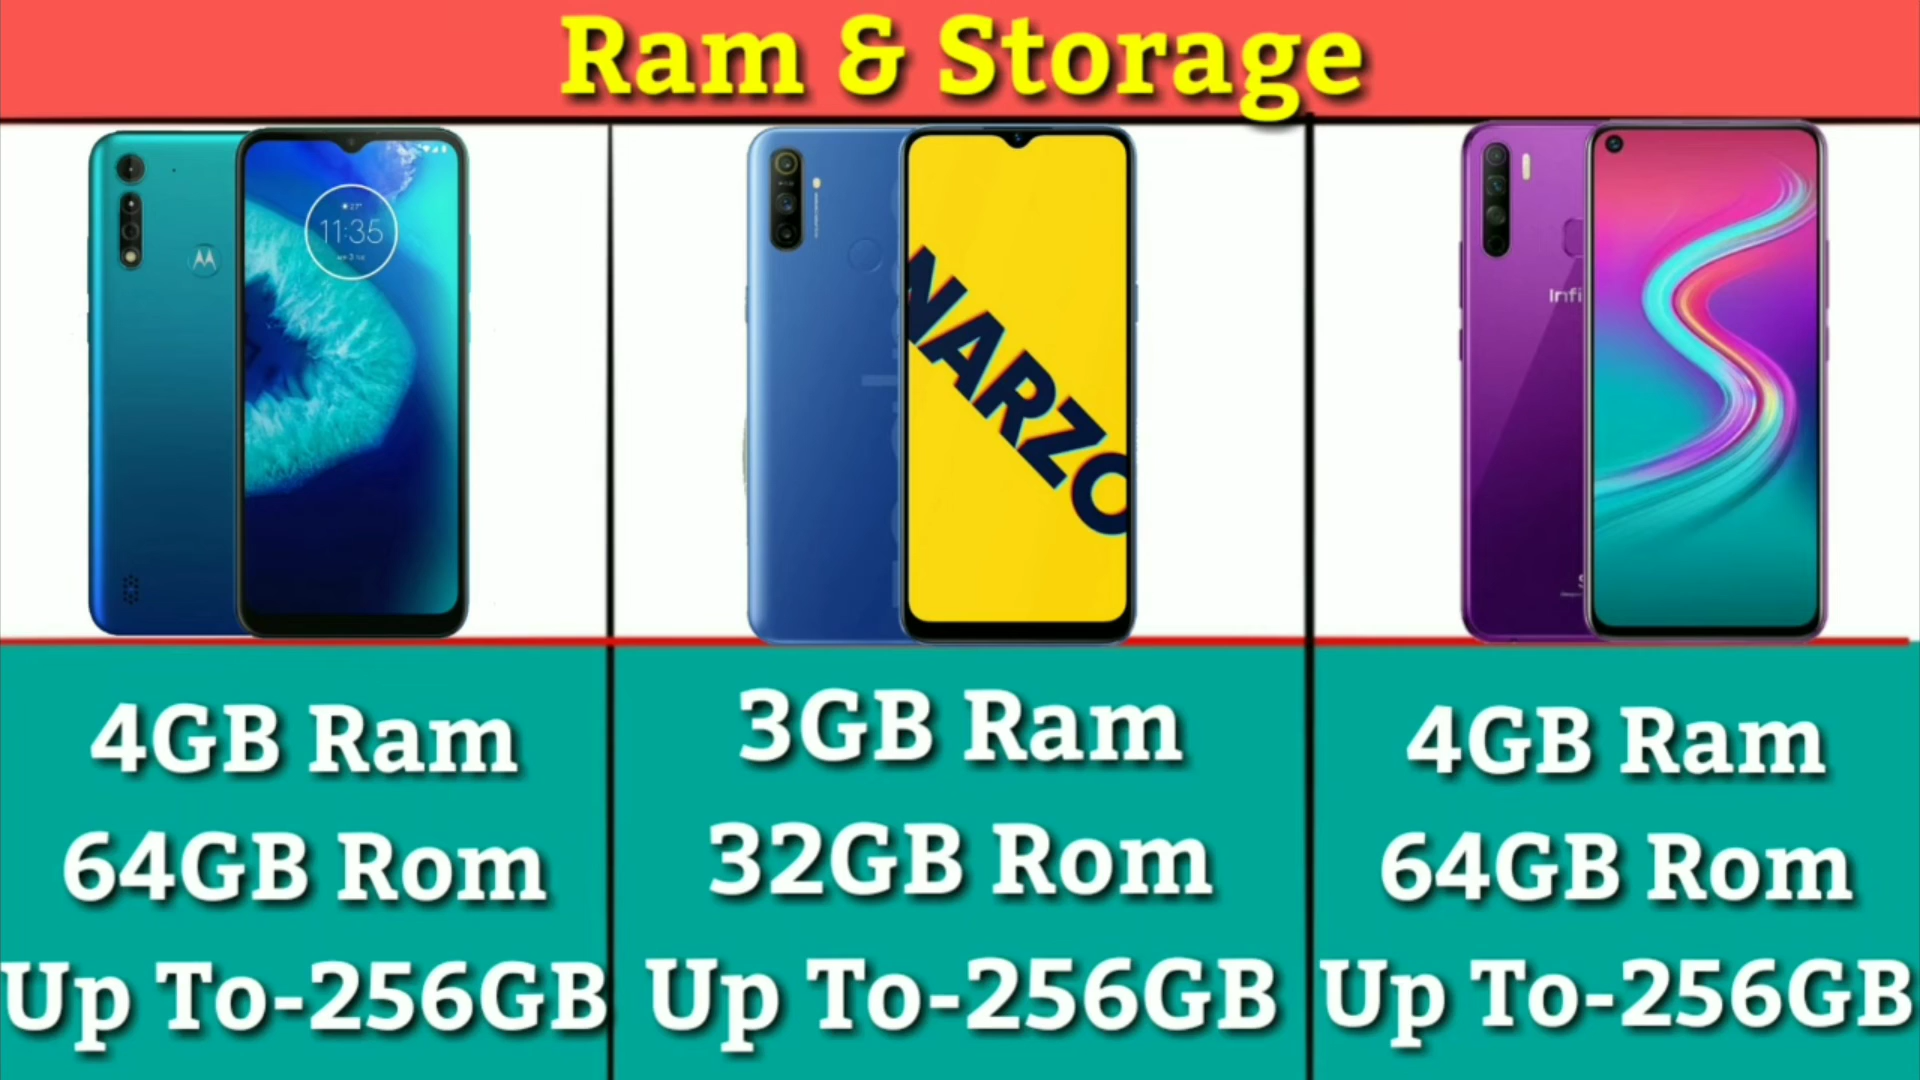 Ram & Storage
11:35
NARZO
Infi
4GB Ram
64GB Rom
Up To-256GB
3GB Ram
32GB Rom
Up To-256GB
4GB Ram
64GB Rom
Up To-256GB